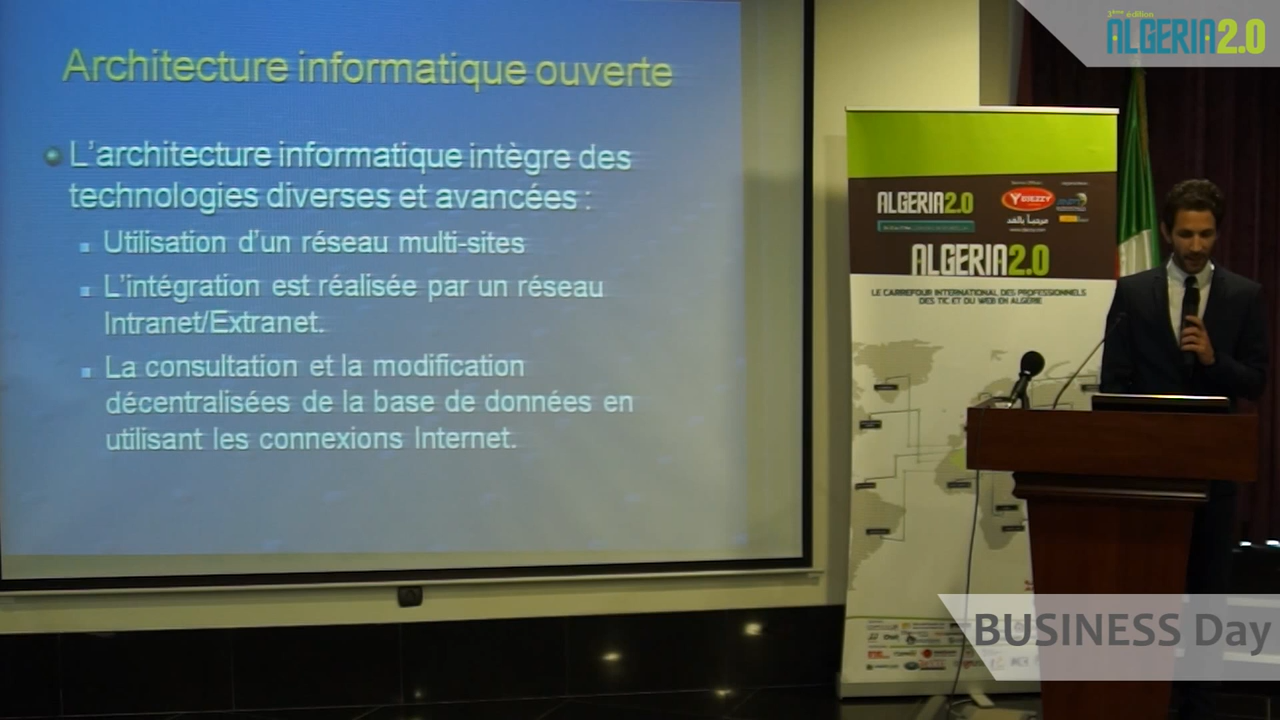 Architecture informatique ouverte
L'architecture informatique intègre des
technologies diverses et avancées :
Utilisation d'un réseau multi-sites
L'intégration est réalisée par un réseau
Intranet/Extranet.
La consultation et la modification
décentralisées de la base de données en
utilisant les connexions Internet.
édition
ALGERIA2.0
ALGERIA2.0
DJEZZY
مرحبا بالغد
ALGERIA2.0
LE CARREFOUR INTERNATIONAL DES PROFESSIONNELS
DES TIC ET DU WEB EN ALGÉRIE
BUSINESS Day